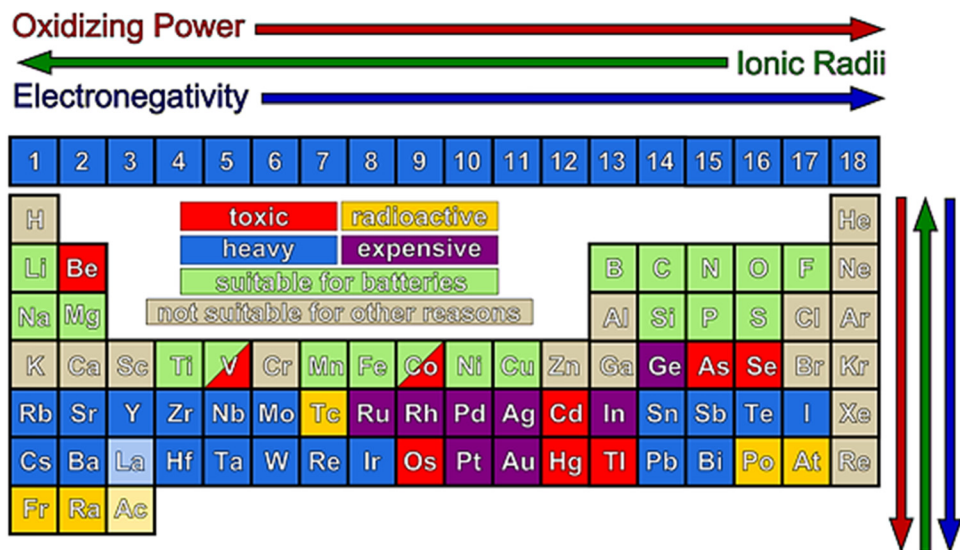 Oxidizing Power
Ionic Radii
Electronegativity
1 2 3 4 5 6 7 8 9 10 11 12 13 14 15 16 17 18
H toxic radioactive He
heavy expensive
Li Be suitable for batteries B C N O F Ne
Na Mg not suitable for other reasons Al Si P S Cl Ar
K Ca Sc Ti V Cr Mn Fe Co Ni Cu Zn Ga Ge As Se Br Kr
Rb Sr Y Zr Nb Mo Tc Ru Rh Pd Ag Cd In Sn Sb Te I Xe
Cs Ba La Hf Ta W Re Ir Os Pt Au Hg Tl Pb Bi Po At Re
Fr Ra Ac